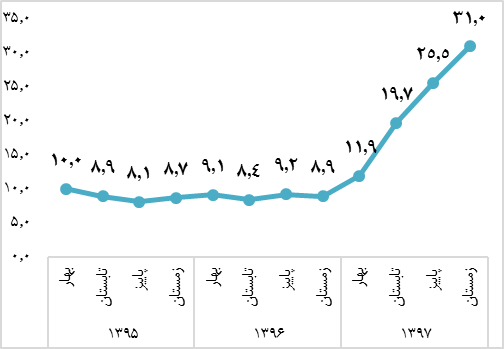 ۳۵,۰
۳۰,۰
۲۵,۰
۲۰,۰
۱۵,۰
۱۰,۰
۵,۰
۰,۰
۱۰,۰
۸,۹
۸,۱
۸,۷
۹,۱
۸,٤
۹,۲
۸,۹
۱۱,۹
۱۹,۷
۲۵,۵
۳۱,۰
بهار
تابستان
پاییز
زمستان
بهار
تابستان
پاییز
زمستان
بهار
تابستان
پاییز
زمستان
۱۳۹۵
۱۳۹۶
۱۳۹۷